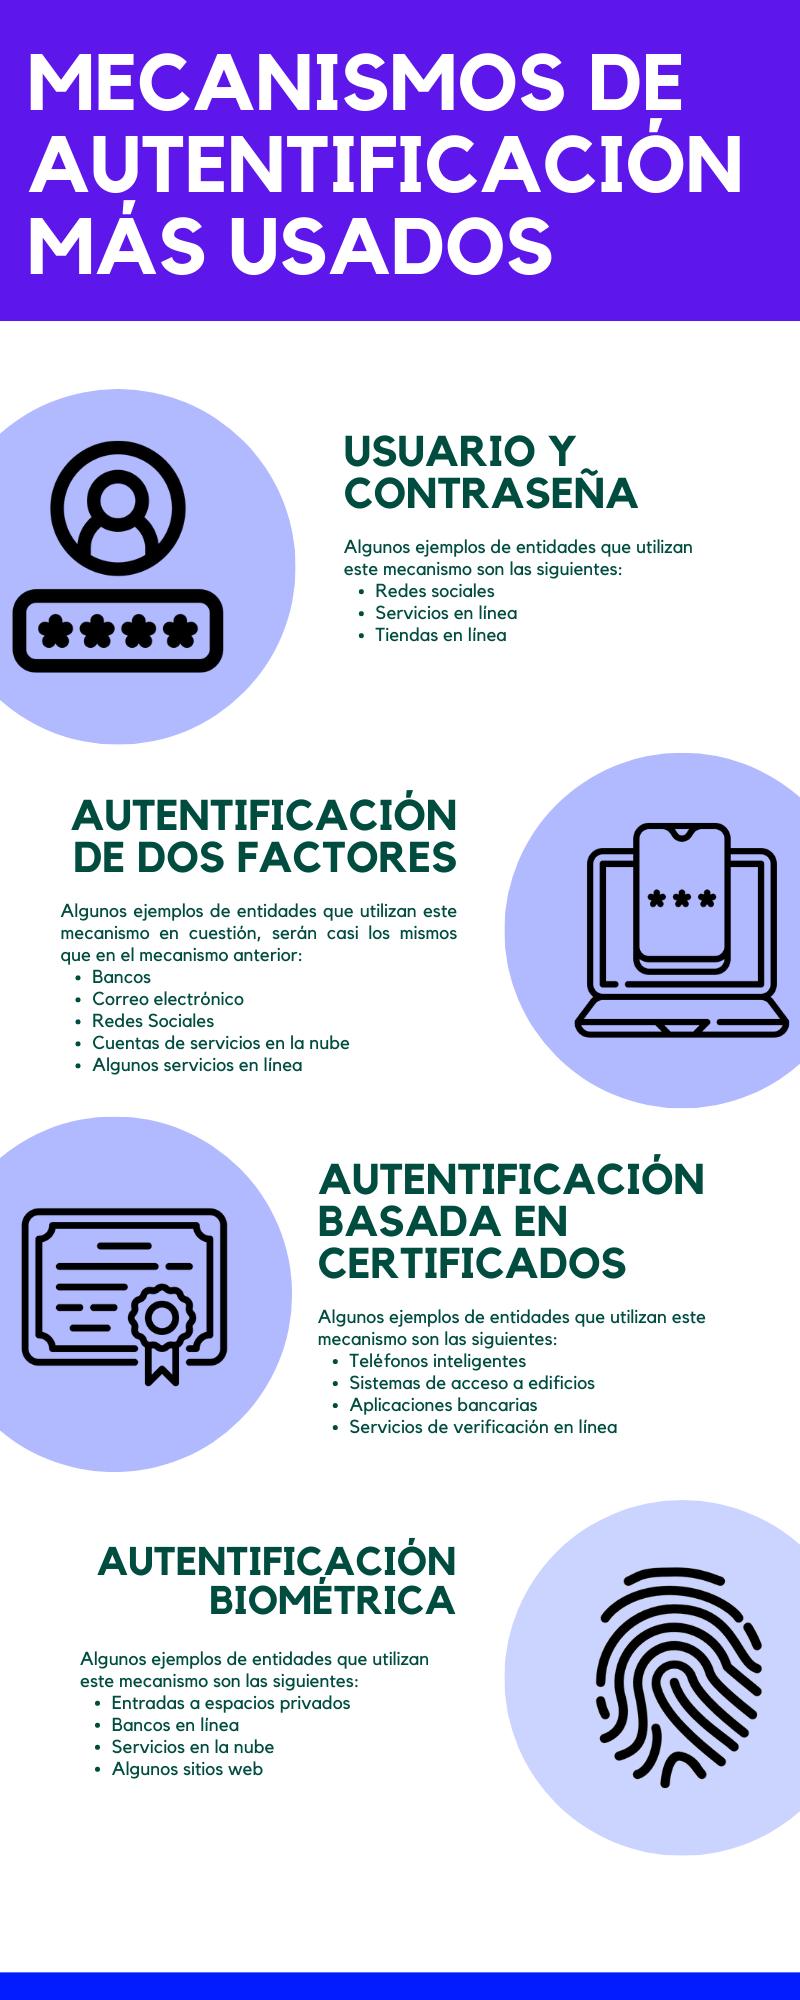 MECANISMOS DE
AUTENTIFICACIÓN
MÁS USADOS
USUARIO Y
CONTRASEÑA
Algunos ejemplos de entidades que utilizan
este mecanismo son las siguientes:
• Redes sociales
• Servicios en línea
• Tiendas en línea
AUTENTIFICACIÓN
DE DOS FACTORES
Algunos ejemplos de entidades que utilizan este
mecanismo en cuestión, serán casi los mismos
que en el mecanismo anterior:
• Bancos
• Correo electrónico
• Redes Sociales
• Cuentas de servicios en la nube
• Algunos servicios en línea
AUTENTIFICACIÓN
BASADA EN
CERTIFICADOS
Algunos ejemplos de entidades que utilizan este
mecanismo son las siguientes:
• Teléfonos inteligentes
• Sistemas de acceso a edificios
• Aplicaciones bancarias
• Servicios de verificación en línea
AUTENTIFICACIÓN
BIOMÉTRICA
Algunos ejemplos de entidades que utilizan
este mecanismo son las siguientes:
• Entradas a espacios privados
• Bancos en línea
• Servicios en la nube
• Algunos sitios web